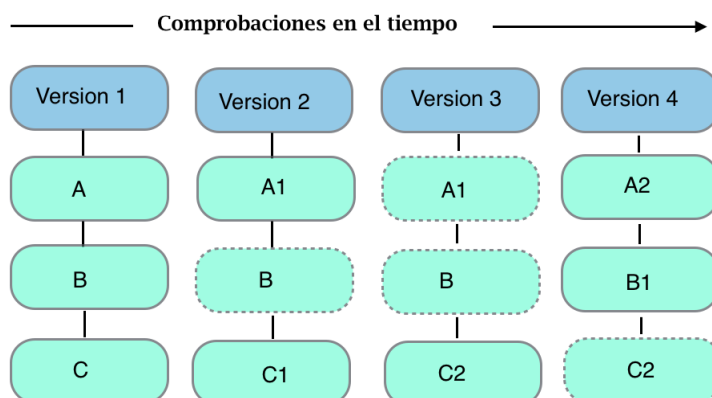 Comprobaciones en el tiempo
Version 1 Version 2 Version 3 Version 4
A A1 A1 A2
B B B B1
C C1 C2 C2